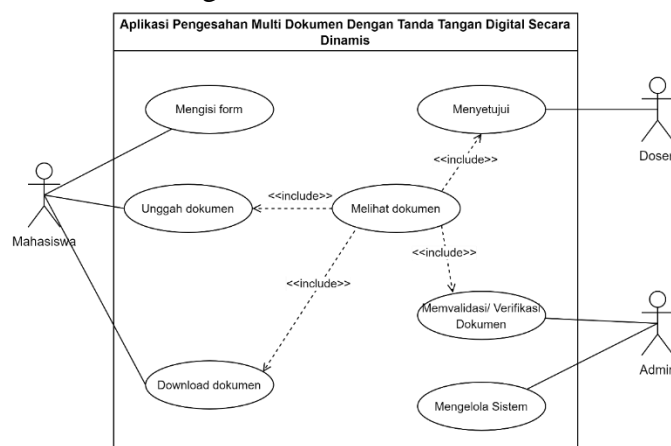 Aplikasi Pengesahan Multi Dokumen Dengan Tanda Tangan Digital Secara
Dinamis
Mengisi form
Menyetujui
<<include>>
Dosen
Mahasiswa
Unggah dokumen
<<include>>
Melihat dokumen
<<include>>
<<include>>
Memvalidasi/ Verifikasi
Dokumen
Admin
Download dokumen
Mengelola Sistem